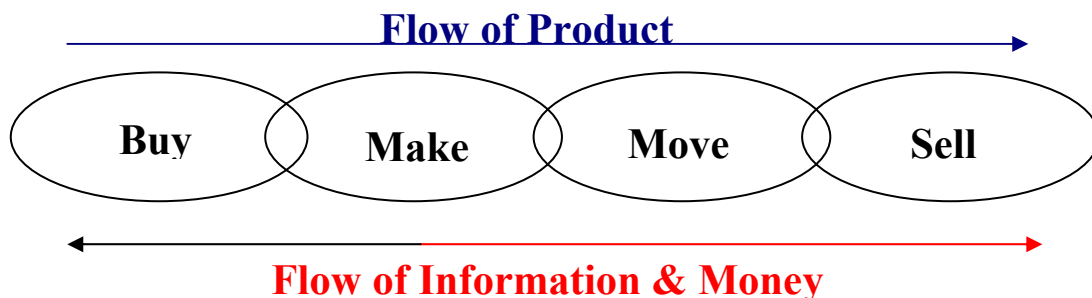 Flow of Product
Buy Make Move Sell
Flow of Information & Money